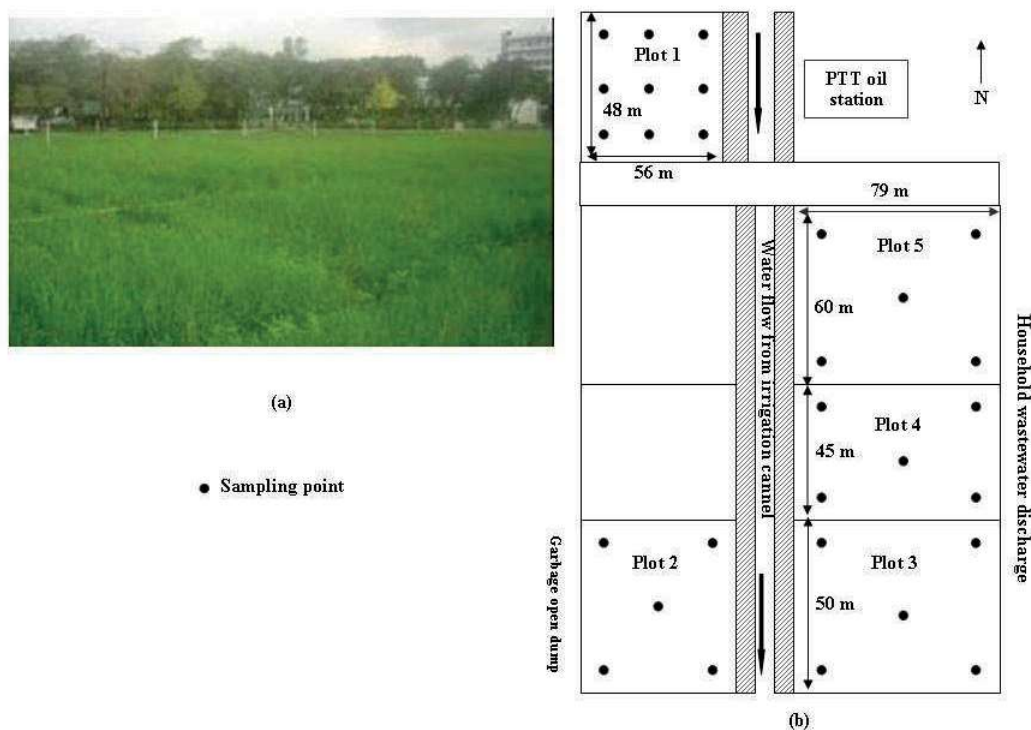 Plot 1
48 m
56 m
PTT oil
station
N
79 m
Plot 5
60 m
Water flow from irrigation cannel
Household wastewater discharge
Plot 4
45 m
Plot 2
Plot 3
50 m
Garbage open dump
(a)
Sampling point
(b)